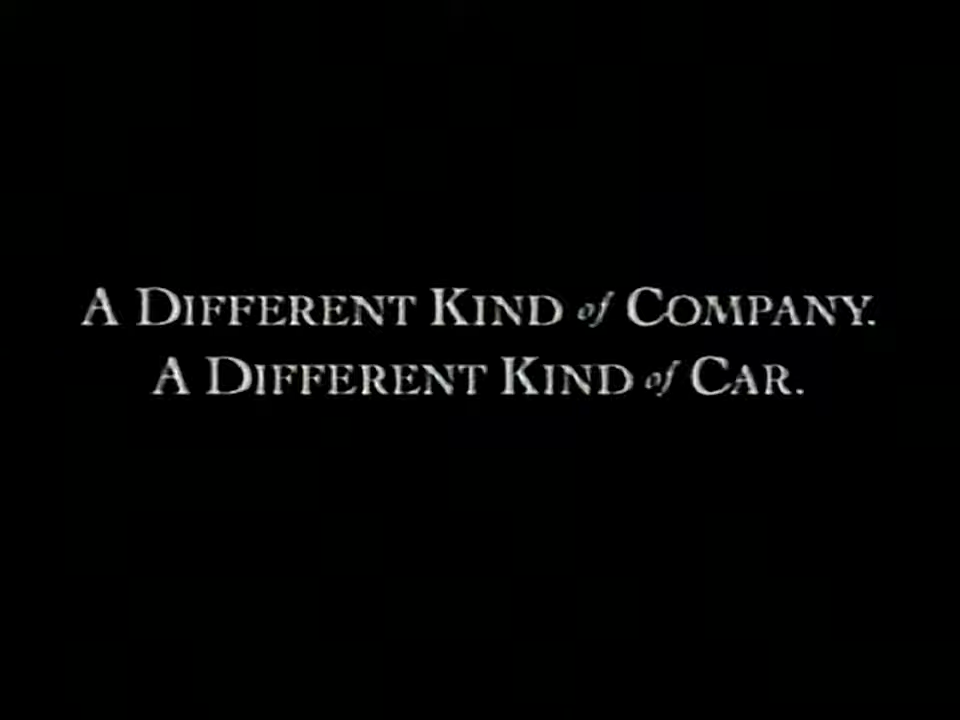 A DIFFERENT KIND of COMPANY.
A DIFFERENT KIND of CAR.